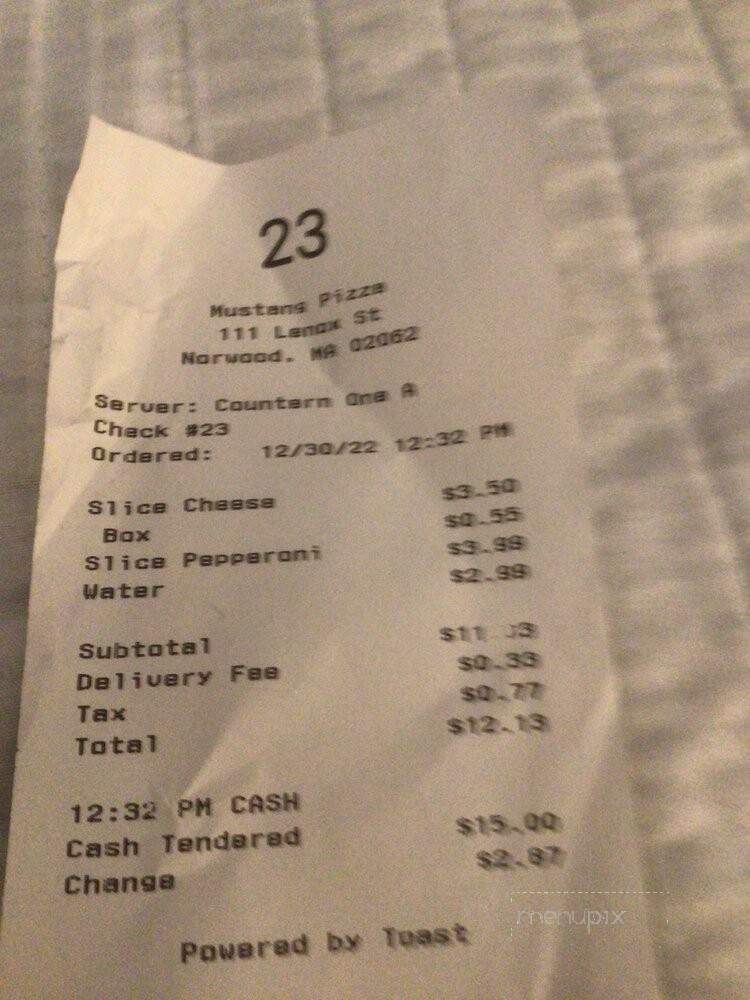 23
Mustang Pizza
111 Lenox St
Norwood, MA 02062
Server: Countern One A
Check #23
Ordered: 12/30/22 12:32 PM
Slice Cheese $3.50
Box $0.55
Slice Pepperoni $3.99
Water $2.99
Subtotal
Delivery Fee $0.33
Tax $0.77
Total $12.13
12:32 PM CASH
Cash Tendered $15.00
Change $2.87
menupix
Powered by Toast